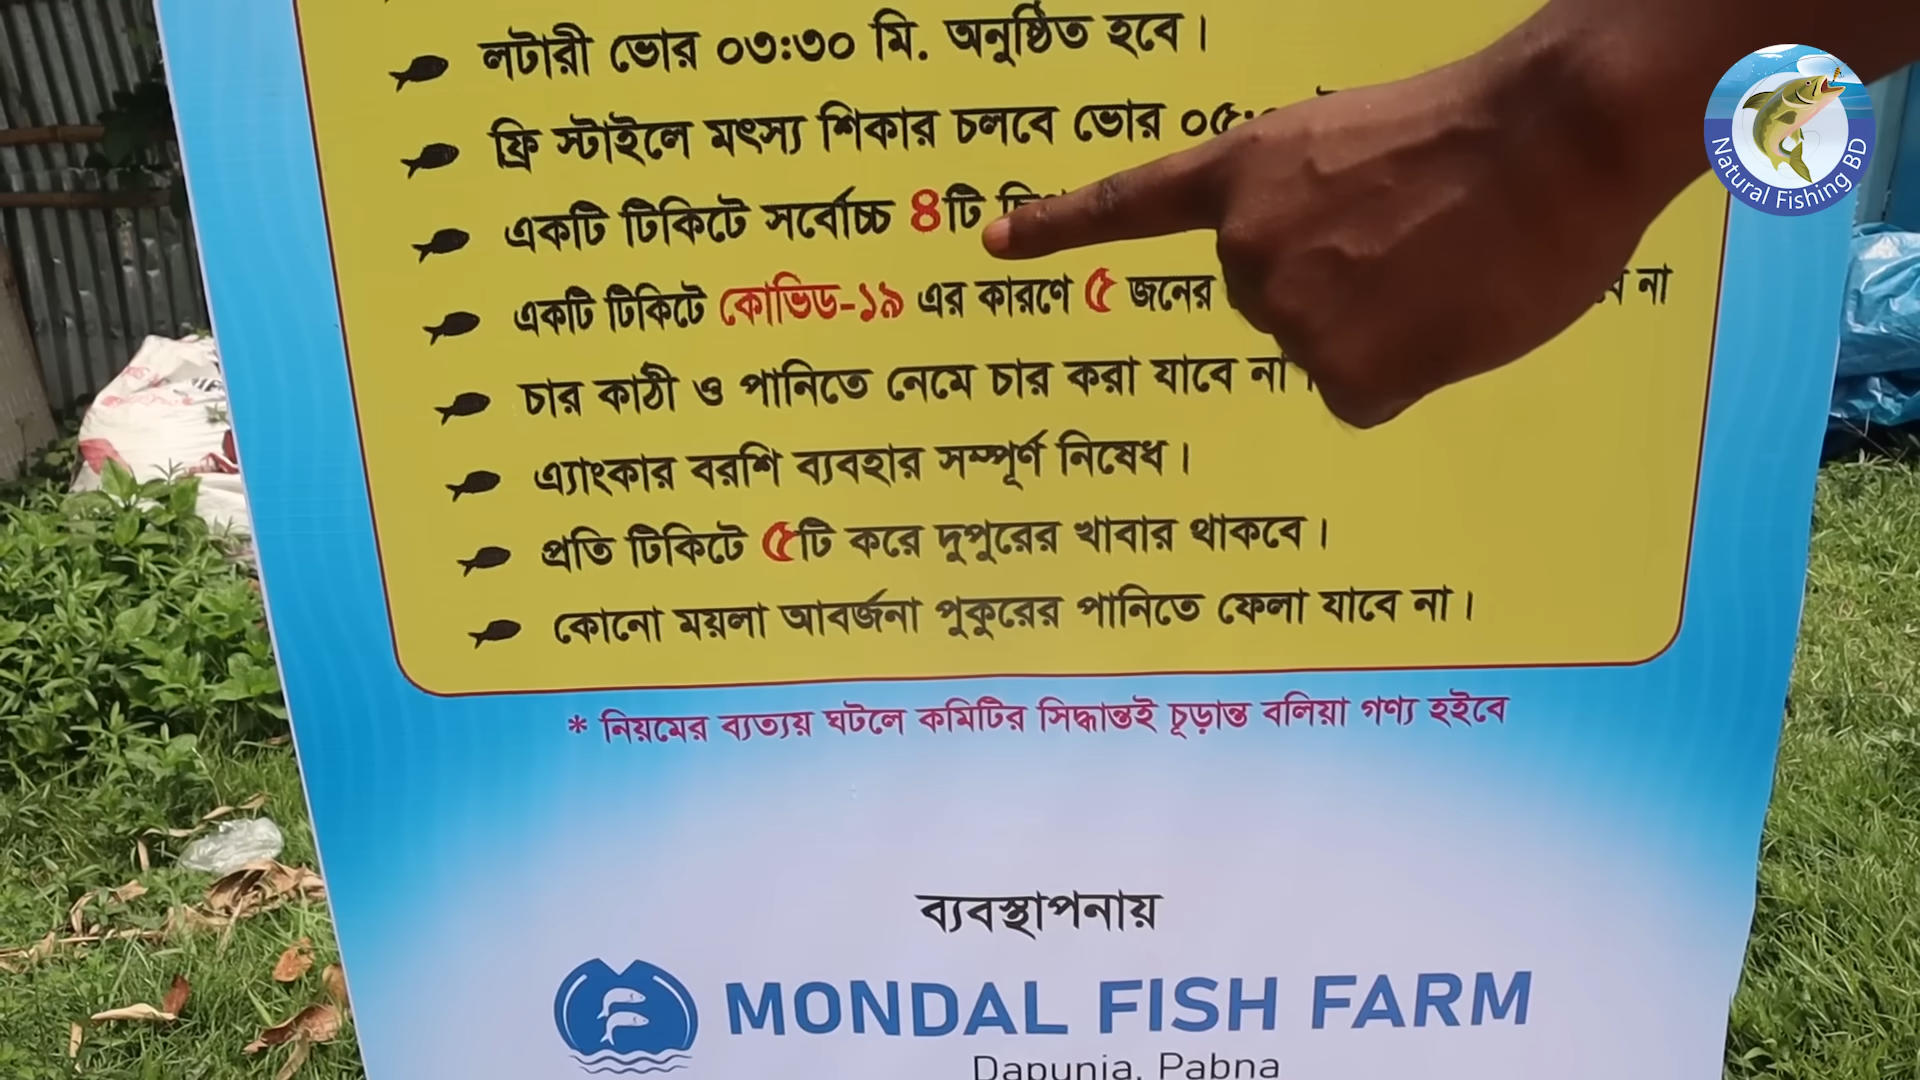 লটারী ভোর ০৩:৩০ মি. অনুষ্ঠিত হবে।
ফ্রি স্টাইলে মৎস্য শিকার চলবে ভোর
একটি টিকিটে সর্বোচ্চ ৪টি
একটি টিকিটে কোভিড-১৯ এর কারণে ৫ জনের না
চার কাঠী ও পানিতে নেমে চার করা যাবে না।
এ্যাংকার বরশি ব্যবহার সম্পূর্ণ নিষেধ।
প্রতি টিকিটে ৫টি করে দুপুরের খাবার থাকবে।
কোনো ময়লা আবর্জনা পুকুরের পানিতে ফেলা যাবে না।
* নিয়মের ব্যত্যয় ঘটলে কমিটির সিদ্ধান্তই চূড়ান্ত বলিয়া গণ্য হইবে
ব্যবস্থাপনায়
MONDAL FISH FARM
Dapunia, Pabna
Natural Fishing BD